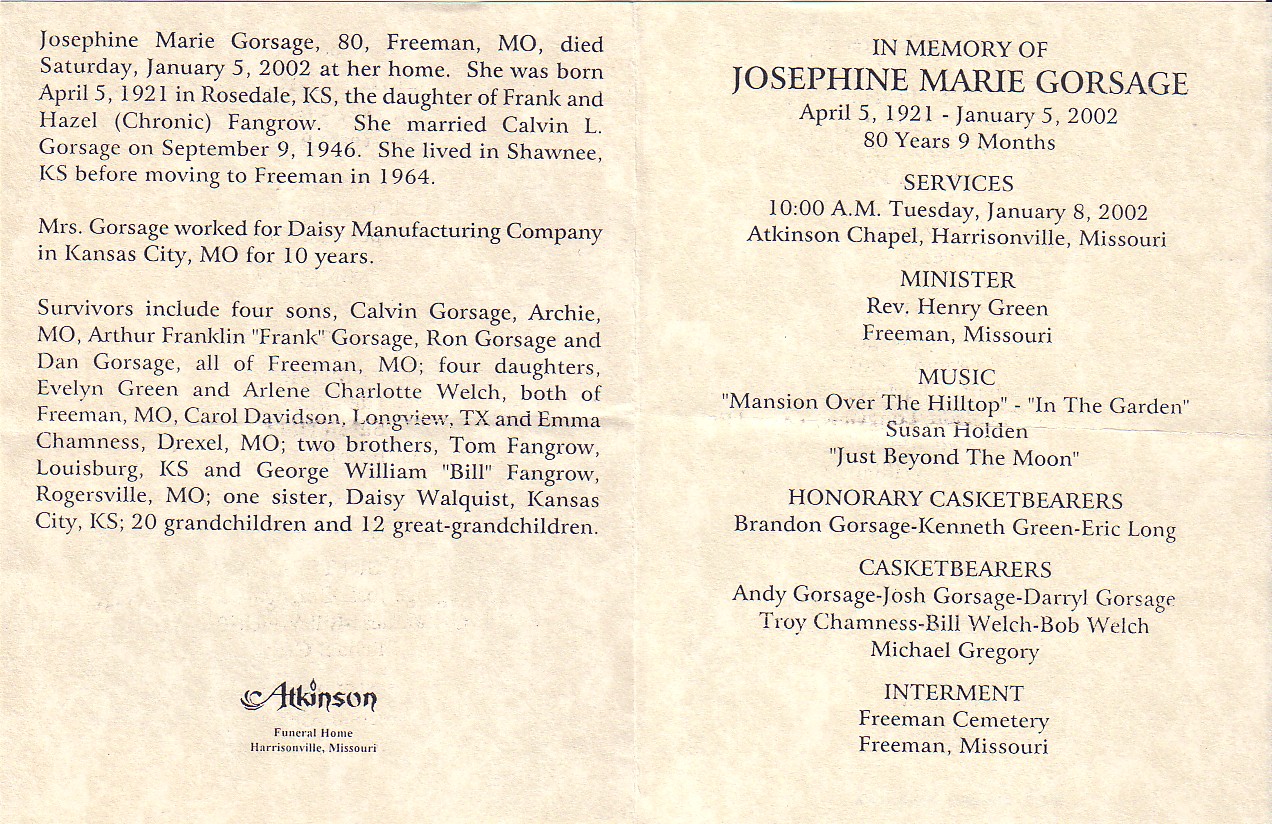 Josephine Marie Gorsage, 80, Freeman, MO, died
Saturday, January 5, 2002 at her home. She was born
April 5, 1921 in Rosedale, KS, the daughter of Frank and
Hazel (Chronic) Fangrow. She married Calvin L.
Gorsage on September 9, 1946. She lived in Shawnee,
KS before moving to Freeman in 1964.
Mrs. Gorsage worked for Daisy Manufacturing Company
in Kansas City, MO for 10 years.
Survivors include four sons, Calvin Gorsage, Archie,
MO, Arthur Franklin "Frank" Gorsage, Ron Gorsage and
Dan Gorsage, all of Freeman, MO; four daughters,
Evelyn Green and Arlene Charlotte Welch, both of
Freeman, MO, Carol Davidson, Longview, TX and Emma
Chamness, Drexel, MO; two brothers, Tom Fangrow,
Louisburg, KS and George William "Bill" Fangrow,
Rogersville, MO; one sister, Daisy Walquist, Kansas
City, KS; 20 grandchildren and 12 great-grandchildren.
Atkinson
Funeral Home
Harrisonville, Missouri
IN MEMORY OF
JOSEPHINE MARIE GORSAGE
April 5, 1921 - January 5, 2002
80 Years 9 Months
SERVICES
10:00 A.M. Tuesday, January 8, 2002
Atkinson Chapel, Harrisonville, Missouri
MINISTER
Rev. Henry Green
Freeman, Missouri
MUSIC
"Mansion Over The Hilltop" - "In The Garden"
Susan Holden
"Just Beyond The Moon"
HONORARY CASKETBEARERS
Brandon Gorsage-Kenneth Green-Eric Long
CASKETBEARERS
Andy Gorsage-Josh Gorsage-Darryl Gorsage
Troy Chamness-Bill Welch-Bob Welch
Michael Gregory
INTERMENT
Freeman Cemetery
Freeman, Missouri